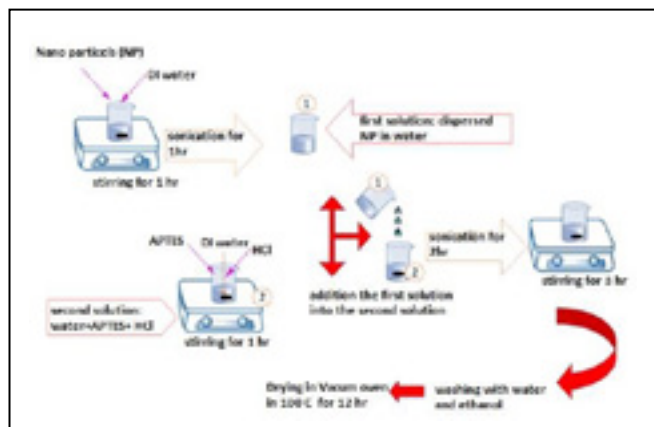 Nano particels (NP)
DI water
1
sonication for
1hr
first solution: dispersed
NP in water
stirring for 1 hr
1
APTES
DI water
HCl
2
sonication for
2hr
2
second solution:
water+APTES+ HCl
addition the first solution
into the second solution
stirring for 1 hr
stirring for hr
Drying in Vacum oven
in 100 C for 12 hr
washing with water
and ethanol